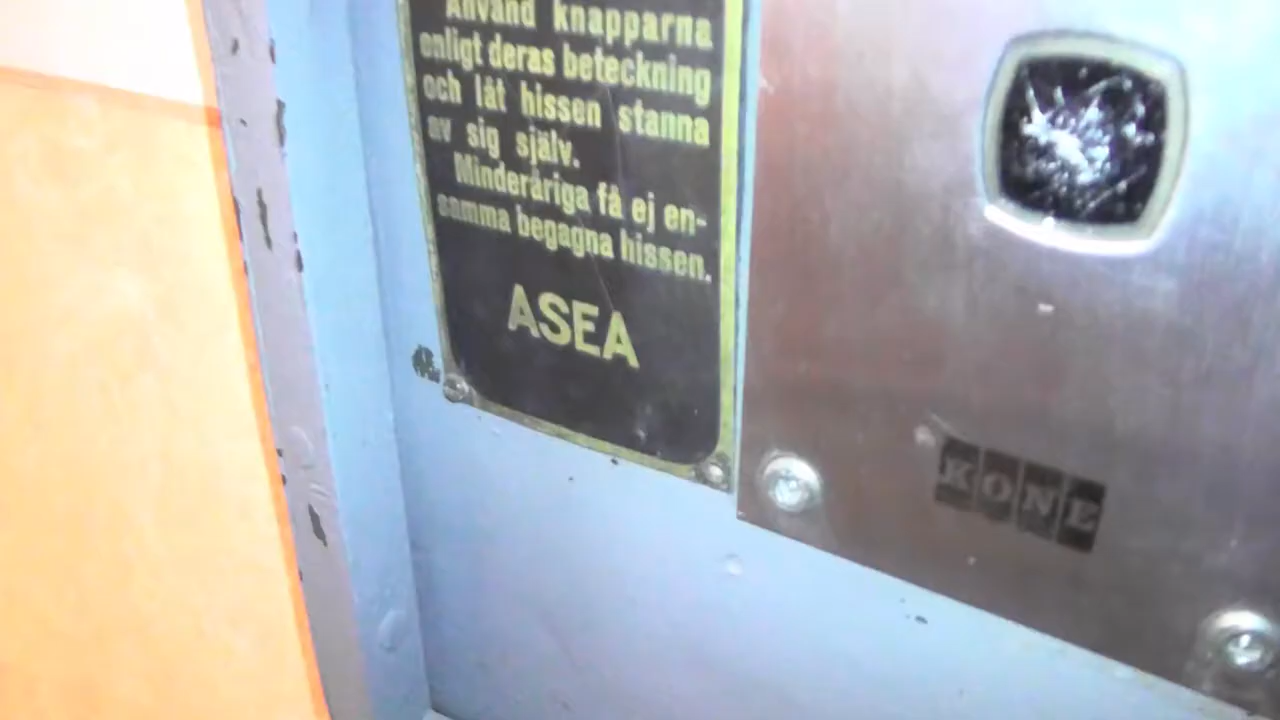 Använd knapparna
enligt deras beteckning
och låt hissen stanna
av sig själv.
Minderåriga få ej en-
samma begagna hissen.
ASEA
KONE